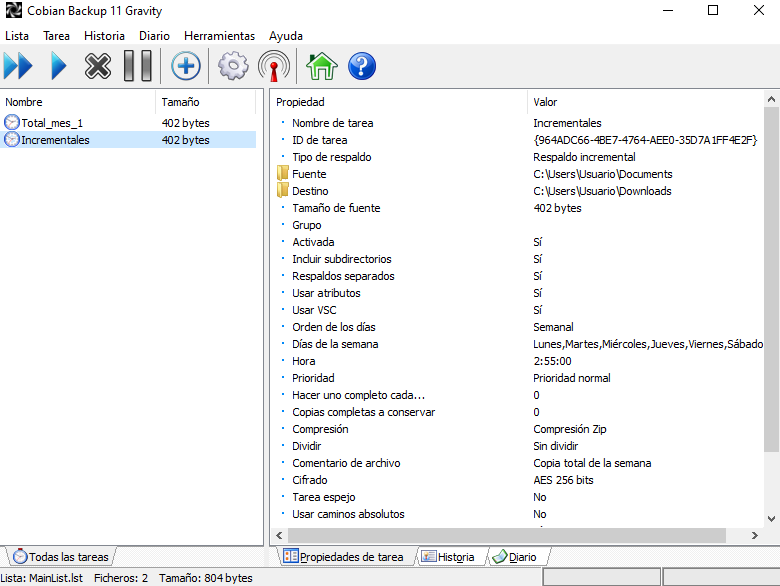 Cobian Backup 11 Gravity
Lista Tarea Historia Diario Herramientas Ayuda
Nombre Tamaño
Total_mes_1 402 bytes
Incrementales 402 bytes
Propiedad Valor
Nombre de tarea Incrementales
ID de tarea {964ADC66-4BE7-4764-AEE0-35D7A1FF4E2F}
Tipo de respaldo Respaldo incremental
Fuente C:\Users\Usuario\Documents
Destino C:\Users\Usuario\Downloads
Tamaño de fuente 402 bytes
Grupo
Activada Sí
Incluir subdirectorios Sí
Respaldos separados Sí
Usar atributos Sí
Usar VSC Sí
Orden de los días Semanal
Días de la semana Lunes,Martes,Miércoles,Jueves,Viernes,Sábado
Hora 2:55:00
Prioridad Prioridad normal
Hacer uno completo cada... 0
Copias completas a conservar 0
Compresión Compresión Zip
Dividir Sin dividir
Comentario de archivo Copia total de la semana
Cifrado AES 256 bits
Tarea espejo No
Usar caminos absolutos No
Todas las tareas
Propiedades de tarea Historia Diario
Lista: MainList.lst Ficheros: 2 Tamaño: 804 bytes